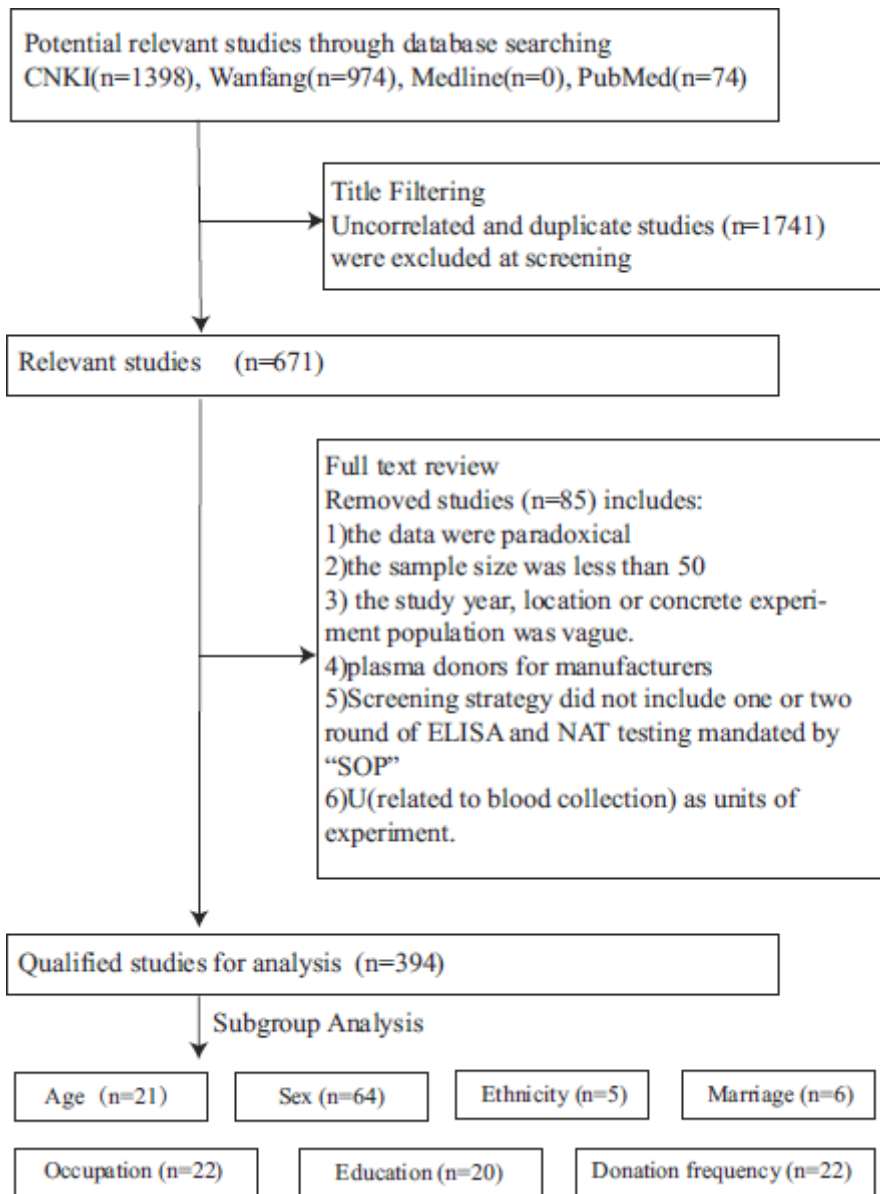 Potential relevant studies through database searching
CNKI(n=1398), Wanfang(n=974), Medline(n=0), PubMed(n=74)
Title Filtering
Uncorrelated and duplicate studies (n=1741)
were excluded at screening
Relevant studies (n=671)
Full text review
Removed studies (n=85) includes:
1)the data were paradoxical
2)the sample size was less than 50
3) the study year, location or concrete experi-
ment population was vague.
4)plasma donors for manufacturers
5)Screening strategy did not include one or two
round of ELISA and NAT testing mandated by
“SOP”
6)U(related to blood collection) as units of
experiment.
Qualified studies for analysis (n=394)
Subgroup Analysis
Age (n=21)
Sex (n=64)
Ethnicity (n=5)
Marriage (n=6)
Occupation (n=22)
Education (n=20)
Donation frequency (n=22)